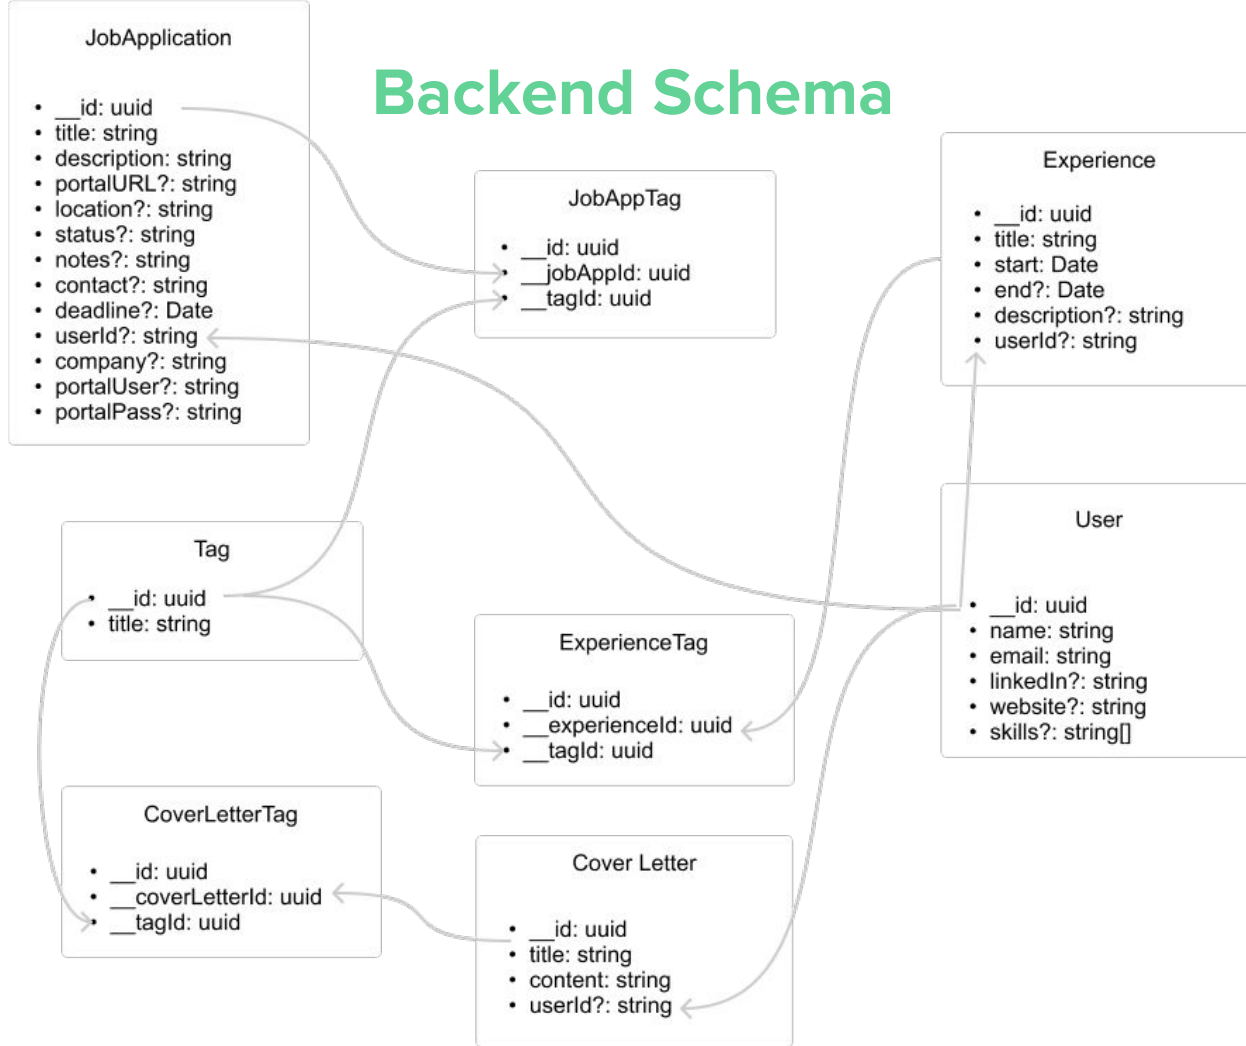 Backend Schema
JobApplication
• __id: uuid
• title: string
• description: string
• portalURL?: string
• location?: string
• status?: string
• notes?: string
• contact?: string
• deadline?: Date
• userId?: string
• company?: string
• portalUser?: string
• portalPass?: string
JobAppTag
• __id: uuid
• __jobAppId: uuid
• __tagId: uuid
Experience
• __id: uuid
• title: string
• start: Date
• end?: Date
• description?: string
• userId?: string
Tag
• __id: uuid
• title: string
ExperienceTag
• __id: uuid
• __experienceId: uuid
• __tagId: uuid
User
• __id: uuid
• name: string
• email: string
• linkedIn?: string
• website?: string
• skills?: string[]
CoverLetterTag
• __id: uuid
• __coverLetterId: uuid
• __tagId: uuid
Cover Letter
• __id: uuid
• title: string
• content: string
• userId?: string